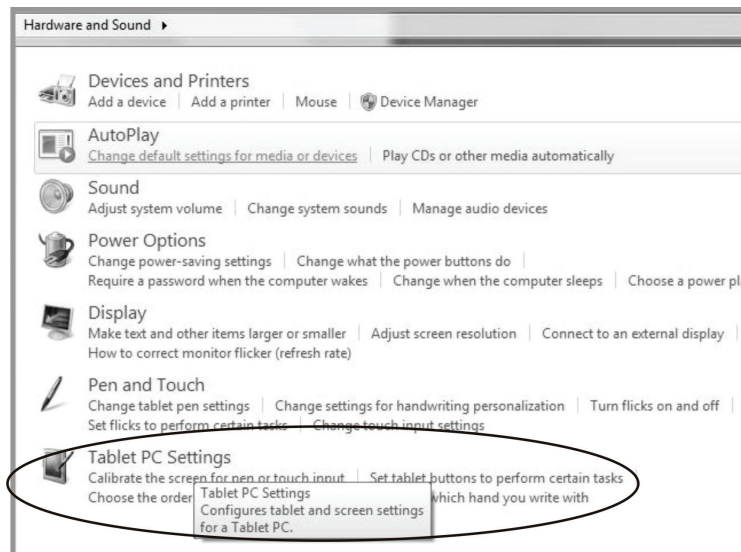 Hardware and Sound
Devices and Printers
Add a device | Add a printer | Mouse | Device Manager
AutoPlay
Change default settings for media or devices | Play CDs or other media automatically
Sound
Adjust system volume | Change system sounds | Manage audio devices
Power Options
Change power-saving settings | Change what the power buttons do |
Require a password when the computer wakes | Change when the computer sleeps | Choose a power pl
Display
Make text and other items larger or smaller | Adjust screen resolution | Connect to an external display |
How to correct monitor flicker (refresh rate)
Pen and Touch
Change tablet pen settings | Change settings for handwriting personalization | Turn flicks on and off |
Set flicks to perform certain tasks | Change touch input settings
Tablet PC Settings
Calibrate the screen for pen or touch input | Set tablet buttons to perform certain tasks
Choose the order which hand you write with
Tablet PC Settings
Configures tablet and screen settings
for a Tablet PC.